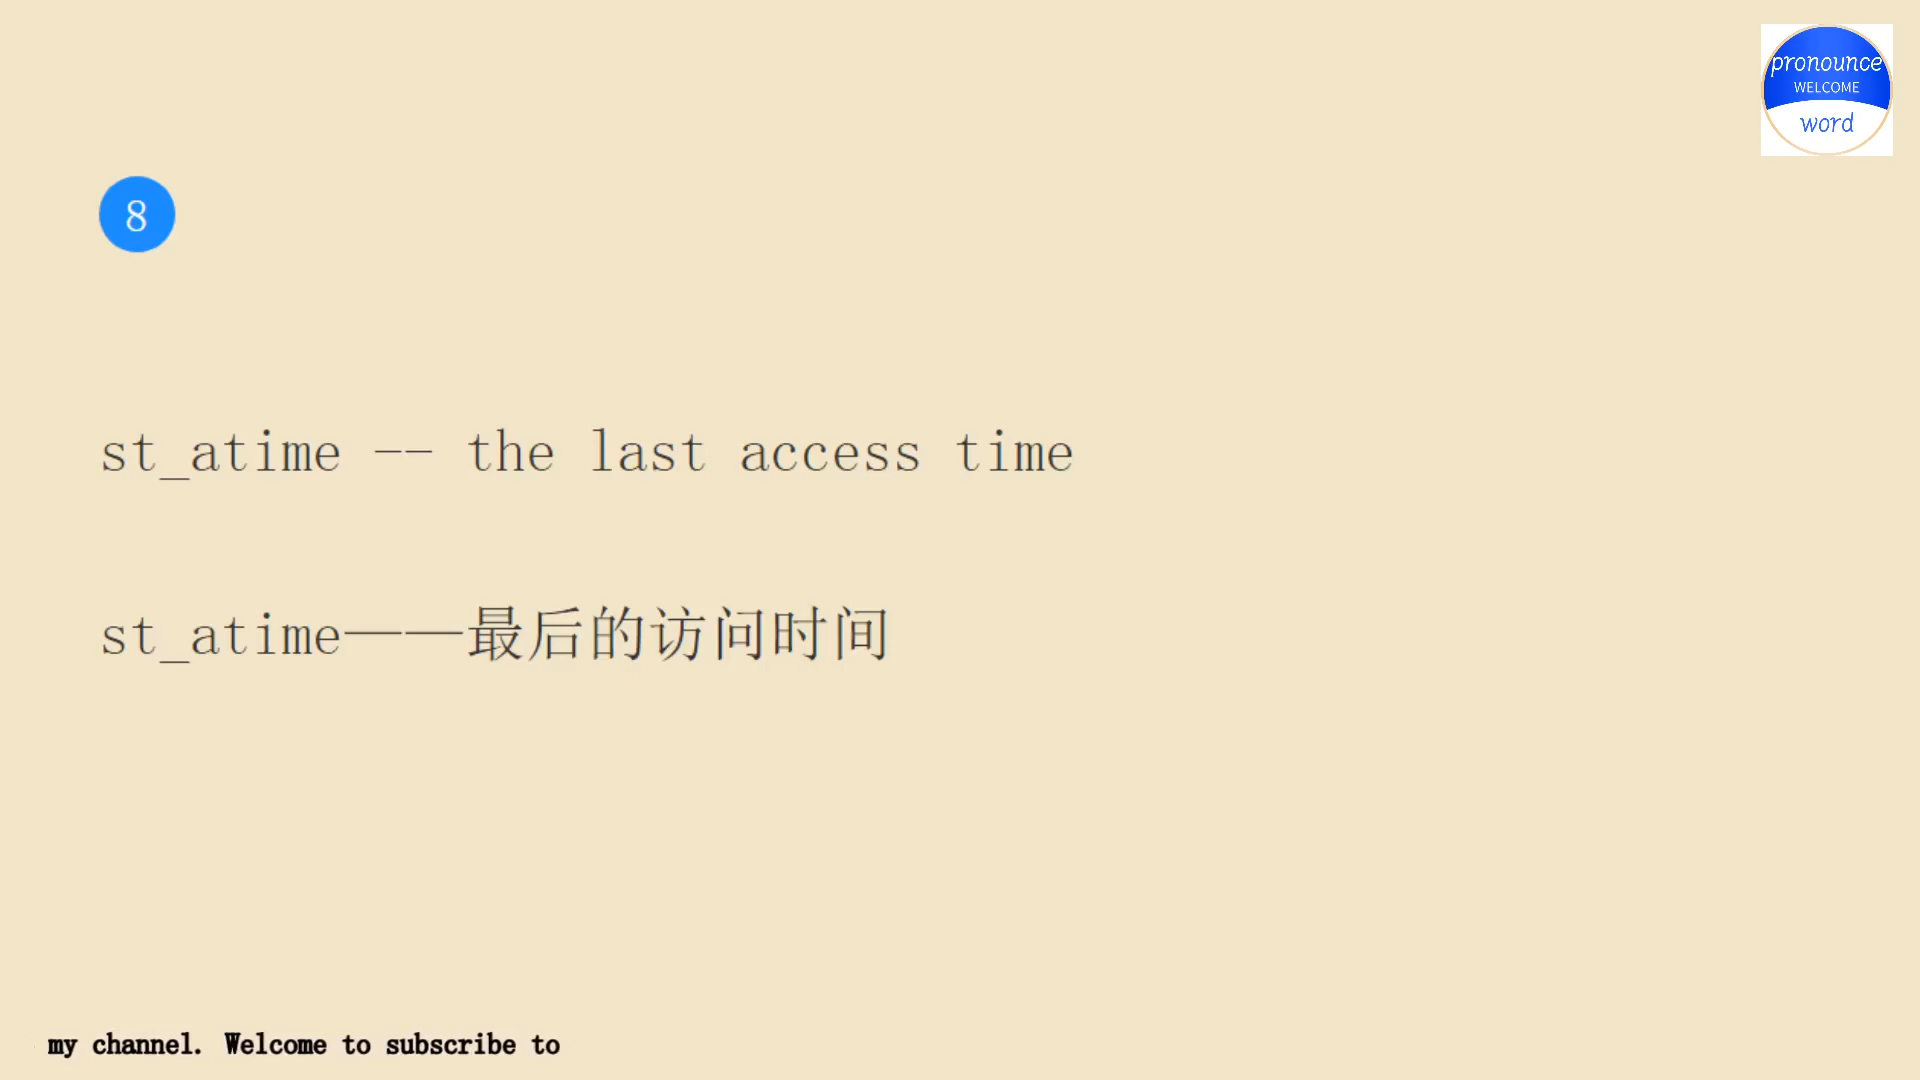 pronounce
WELCOME
word
8
st_atime -- the last access time
st_atime——最后的访问时间
my channel. Welcome to subscribe to